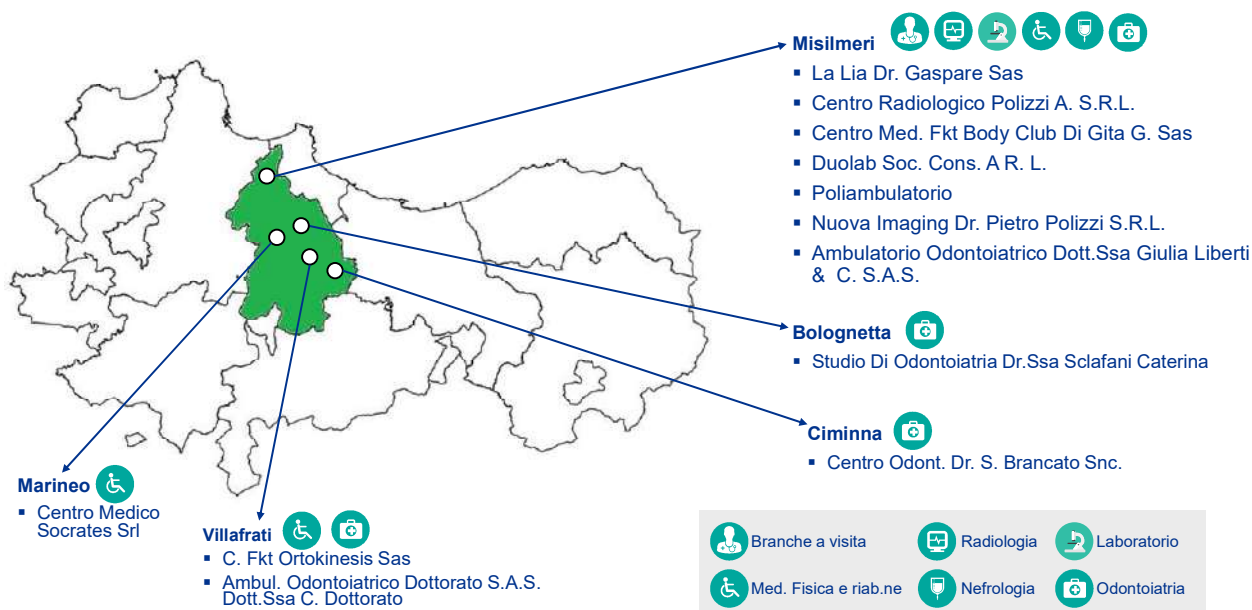 Misilmeri
▪ La Lia Dr. Gaspare Sas
▪ Centro Radiologico Polizzi A. S.R.L.
▪ Centro Med. Fkt Body Club Di Gita G. Sas
▪ Duolab Soc. Cons. A R. L.
▪ Poliambulatorio
▪ Nuova Imaging Dr. Pietro Polizzi S.R.L.
▪ Ambulatorio Odontoiatrico Dott.Ssa Giulia Liberti
& C. S.A.S.
Bolognetta
▪ Studio Di Odontoiatria Dr.Ssa Sclafani Caterina
Ciminna
▪ Centro Odont. Dr. S. Brancato Snc.
Marineo
▪ Centro Medico
Socrates Srl
Villafrati
▪ C. Fkt Ortokinesis Sas
▪ Ambul. Odontoiatrico Dottorato S.A.S.
Dott.Ssa C. Dottorato
Branche a visita
Radiologia
Laboratorio
Med. Fisica e riab.ne
Nefrologia
Odontoiatria